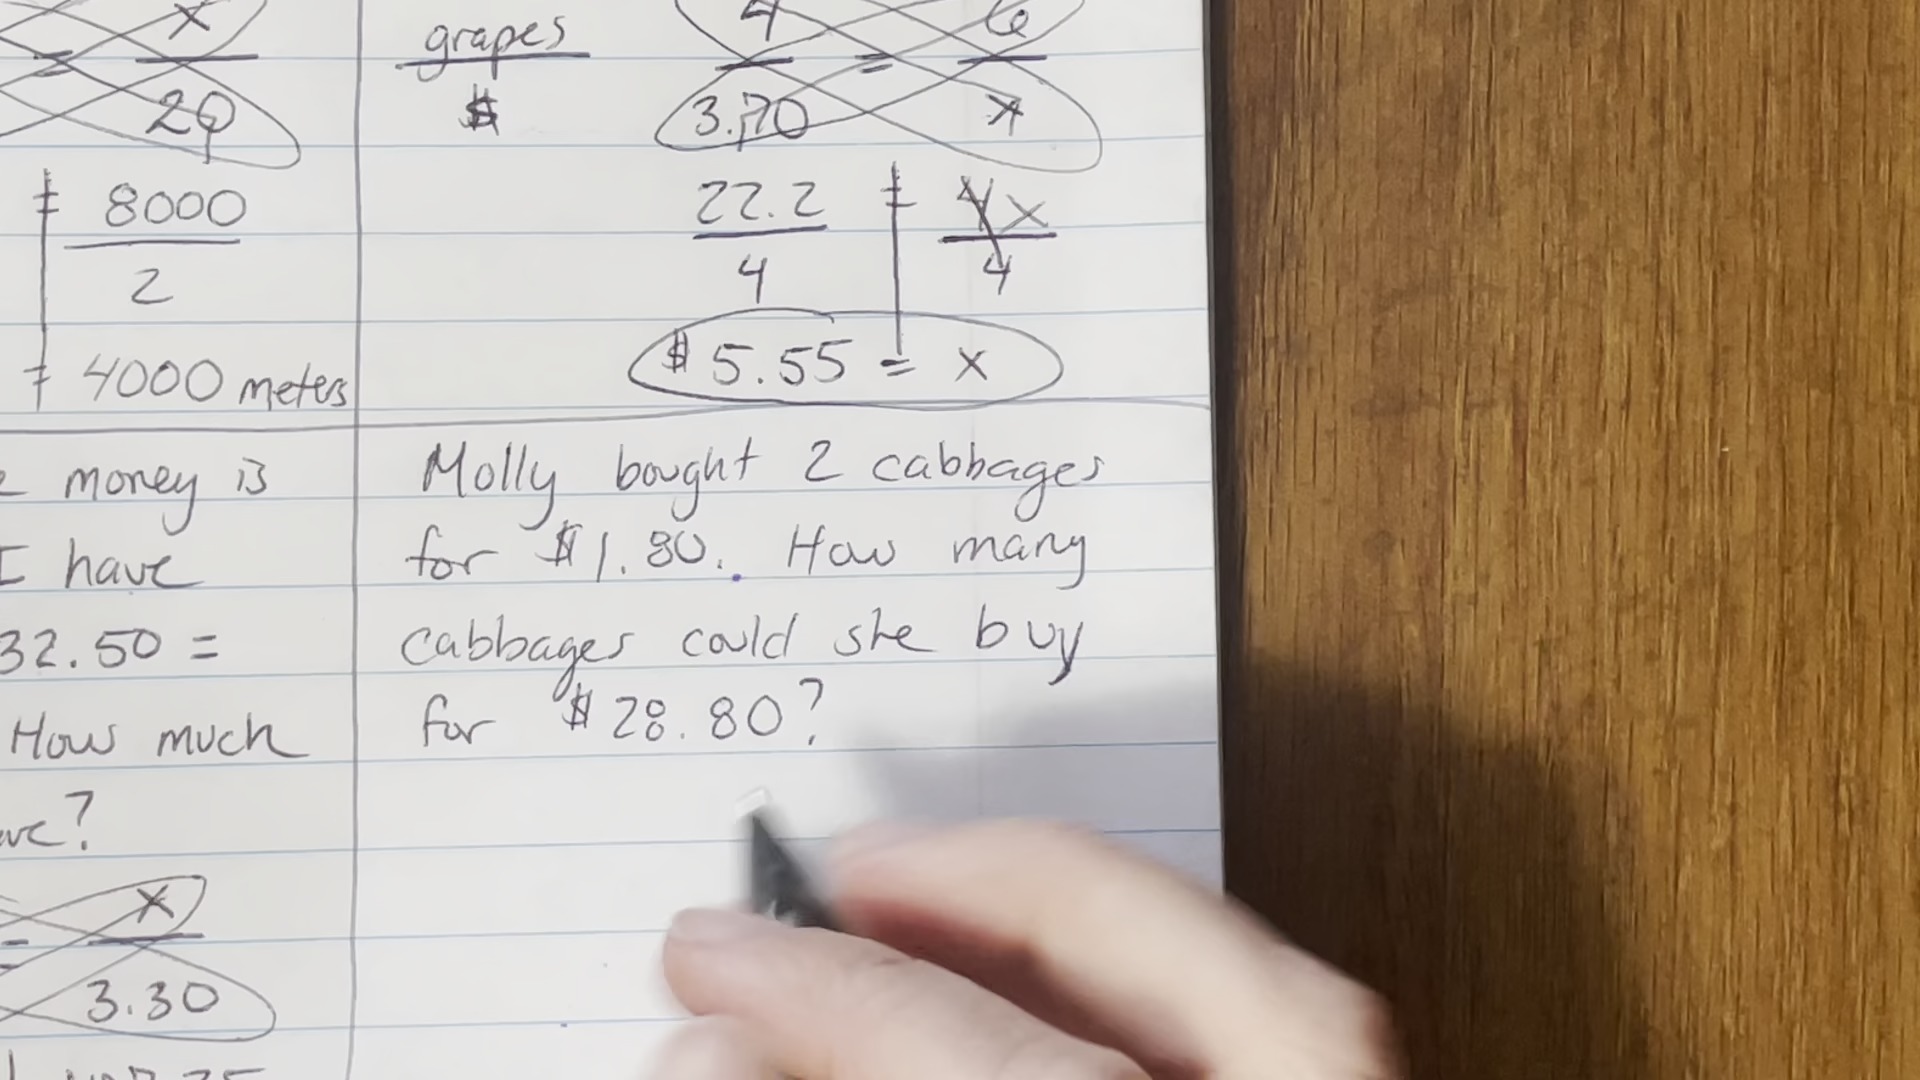 x
= ―
20
= 8000
2
= 4000 meters
grapes
$
4 = 6
3.70 x
22.2 = 4x
4 4
$5.55 = x
money is
I have
32.50 =
How much
ve?
x
3.30
Molly bought 2 cabbages
for $1.80. How many
cabbages could she buy
for $28.80?